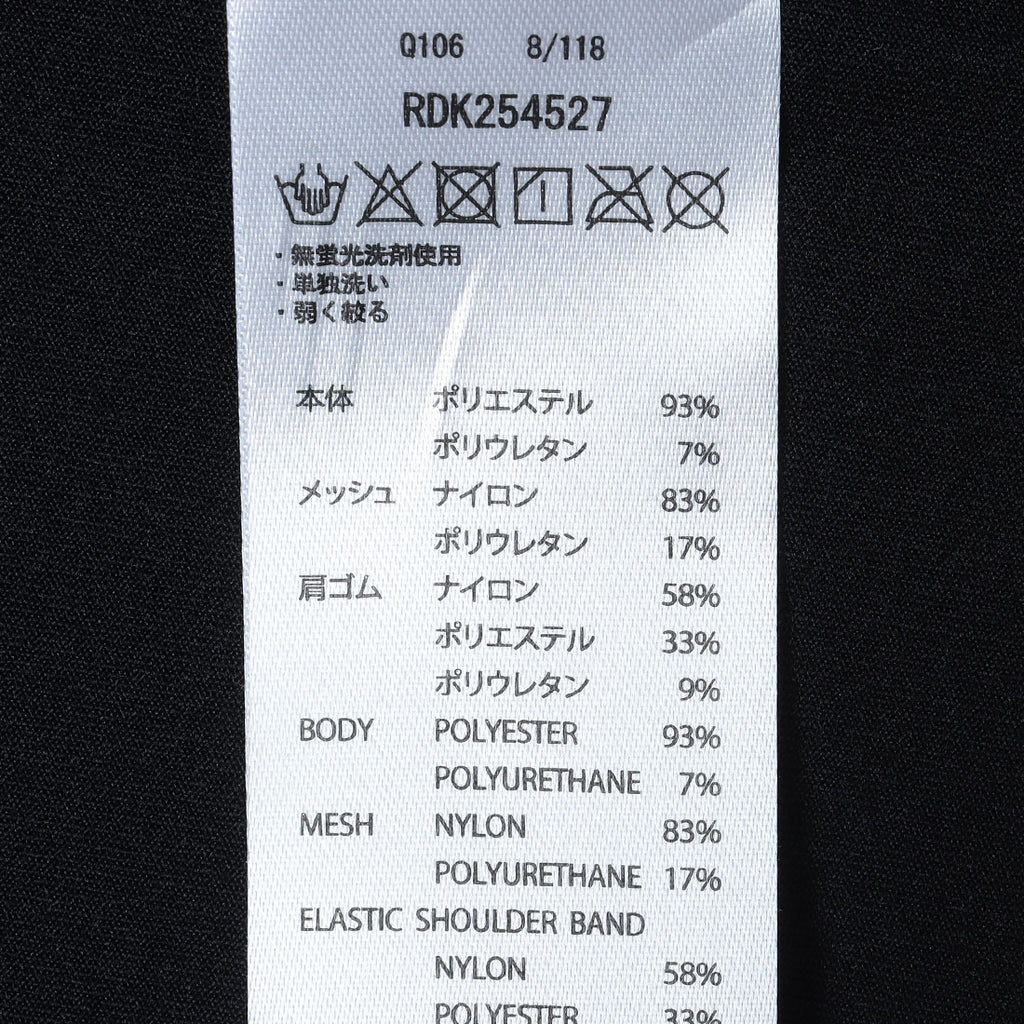 Q106 8/118
RDK254527
・無蛍光洗剤使用
・単独洗い
・弱く絞る
本体 ポリエステル 93%
ポリウレタン 7%
メッシュ ナイロン 83%
ポリウレタン 17%
肩ゴム ナイロン 58%
ポリエステル 33%
ポリウレタン 9%
BODY POLYESTER 93%
POLYURETHANE 7%
MESH NYLON 83%
POLYURETHANE 17%
ELASTIC SHOULDER BAND
NYLON 58%
POLYESTER 33%